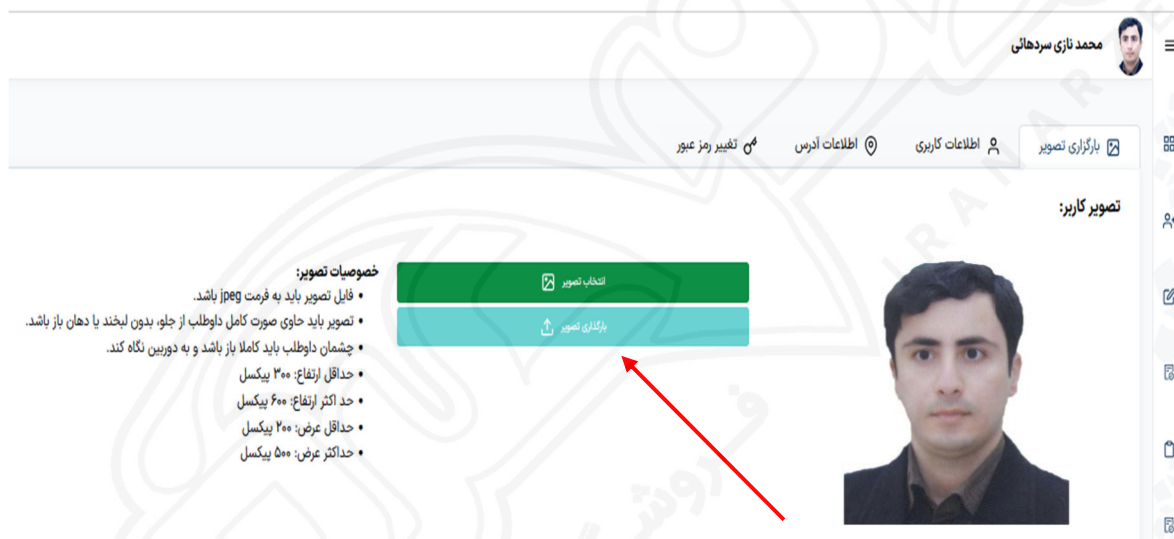 محمد نازی سردهائی
بارگزاری تصویر
اطلاعات کاربری
اطلاعات آدرس
تغییر رمز عبور
تصویر کاربر:
انتخاب تصویر
بارگذاری تصویر
خصوصیات تصویر:
• فایل تصویر باید به فرمت jpeg باشد.
• تصویر باید حاوی صورت کامل داوطلب از جلو، بدون لبخند یا دهان باز باشد.
• چشمان داوطلب باید کاملا باز باشد و به دوربین نگاه کند.
• حداقل ارتفاع: ۳۰۰ پیکسل
• حد اکثر ارتفاع: ۶۰۰ پیکسل
• حداقل عرض: ۲۰۰ پیکسل
• حداکثر عرض: ۵۰۰ پیکسل